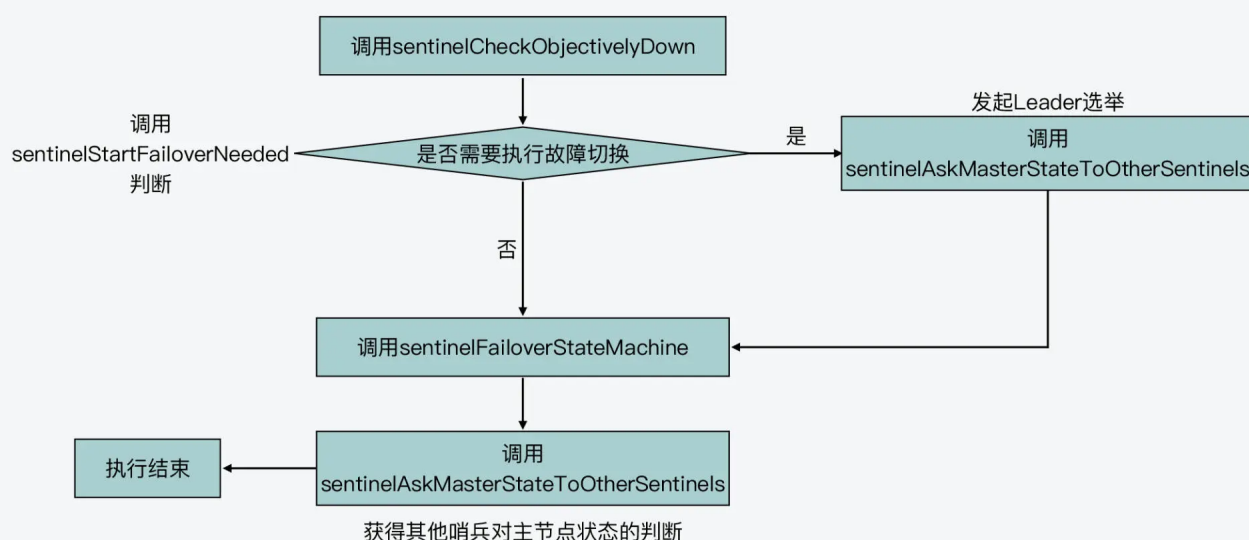 调用sentinelCheckObjectivelyDown
发起Leader选举
调用
sentinelStartFailoverNeeded
判断
是否需要执行故障切换
是
调用
sentinelAskMasterStateToOtherSentinels
否
调用sentinelFailoverStateMachine
执行结束
调用
sentinelAskMasterStateToOtherSentinels
获得其他哨兵对主节点状态的判断